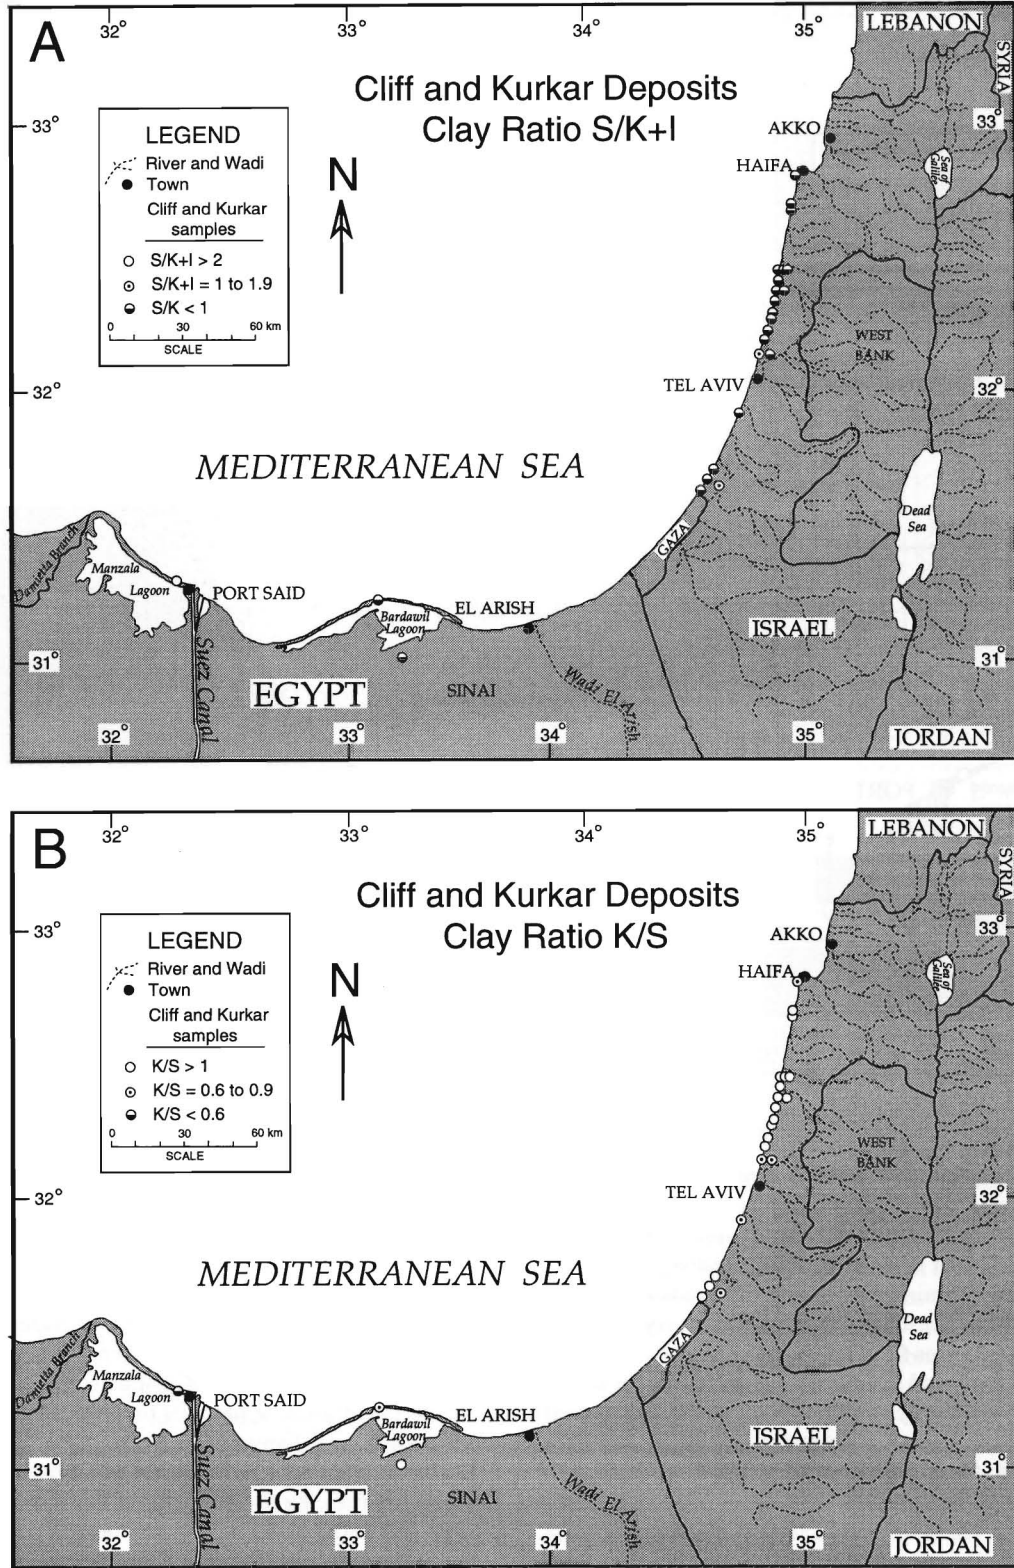 A
32°
33°
34°
35°
LEBANON
SYRIA
Cliff and Kurkar Deposits
Clay Ratio S/K+I
33°
33°
AKKO
HAIFA
Sea of
Galilee
LEGEND
River and Wadi
Town
Cliff and Kurkar
samples
S/K+I > 2
S/K+I = 1 to 1.9
S/K < 1
0 30 60 km
SCALE
N
WEST
BANK
TEL AVIV
32°
32°
MEDITERRANEAN SEA
Dead
Sea
GAZA
Damietta Branch
Manzala
Lagoon
PORT SAID
Bardawil
Lagoon
EL ARISH
ISRAEL
31°
31°
Suez Canal
EGYPT
SINAI
Wadi El Arish
32°
33°
34°
35°
JORDAN
B
32°
33°
34°
35°
LEBANON
SYRIA
Cliff and Kurkar Deposits
Clay Ratio K/S
33°
33°
AKKO
HAIFA
Sea of
Galilee
LEGEND
River and Wadi
Town
Cliff and Kurkar
samples
K/S > 1
K/S = 0.6 to 0.9
K/S < 0.6
0 30 60 km
SCALE
N
WEST
BANK
TEL AVIV
32°
32°
MEDITERRANEAN SEA
Dead
Sea
GAZA
Damietta Branch
Manzala
Lagoon
PORT SAID
Bardawil
Lagoon
EL ARISH
ISRAEL
31°
31°
Suez Canal
EGYPT
SINAI
Wadi El Arish
32°
33°
34°
35°
JORDAN